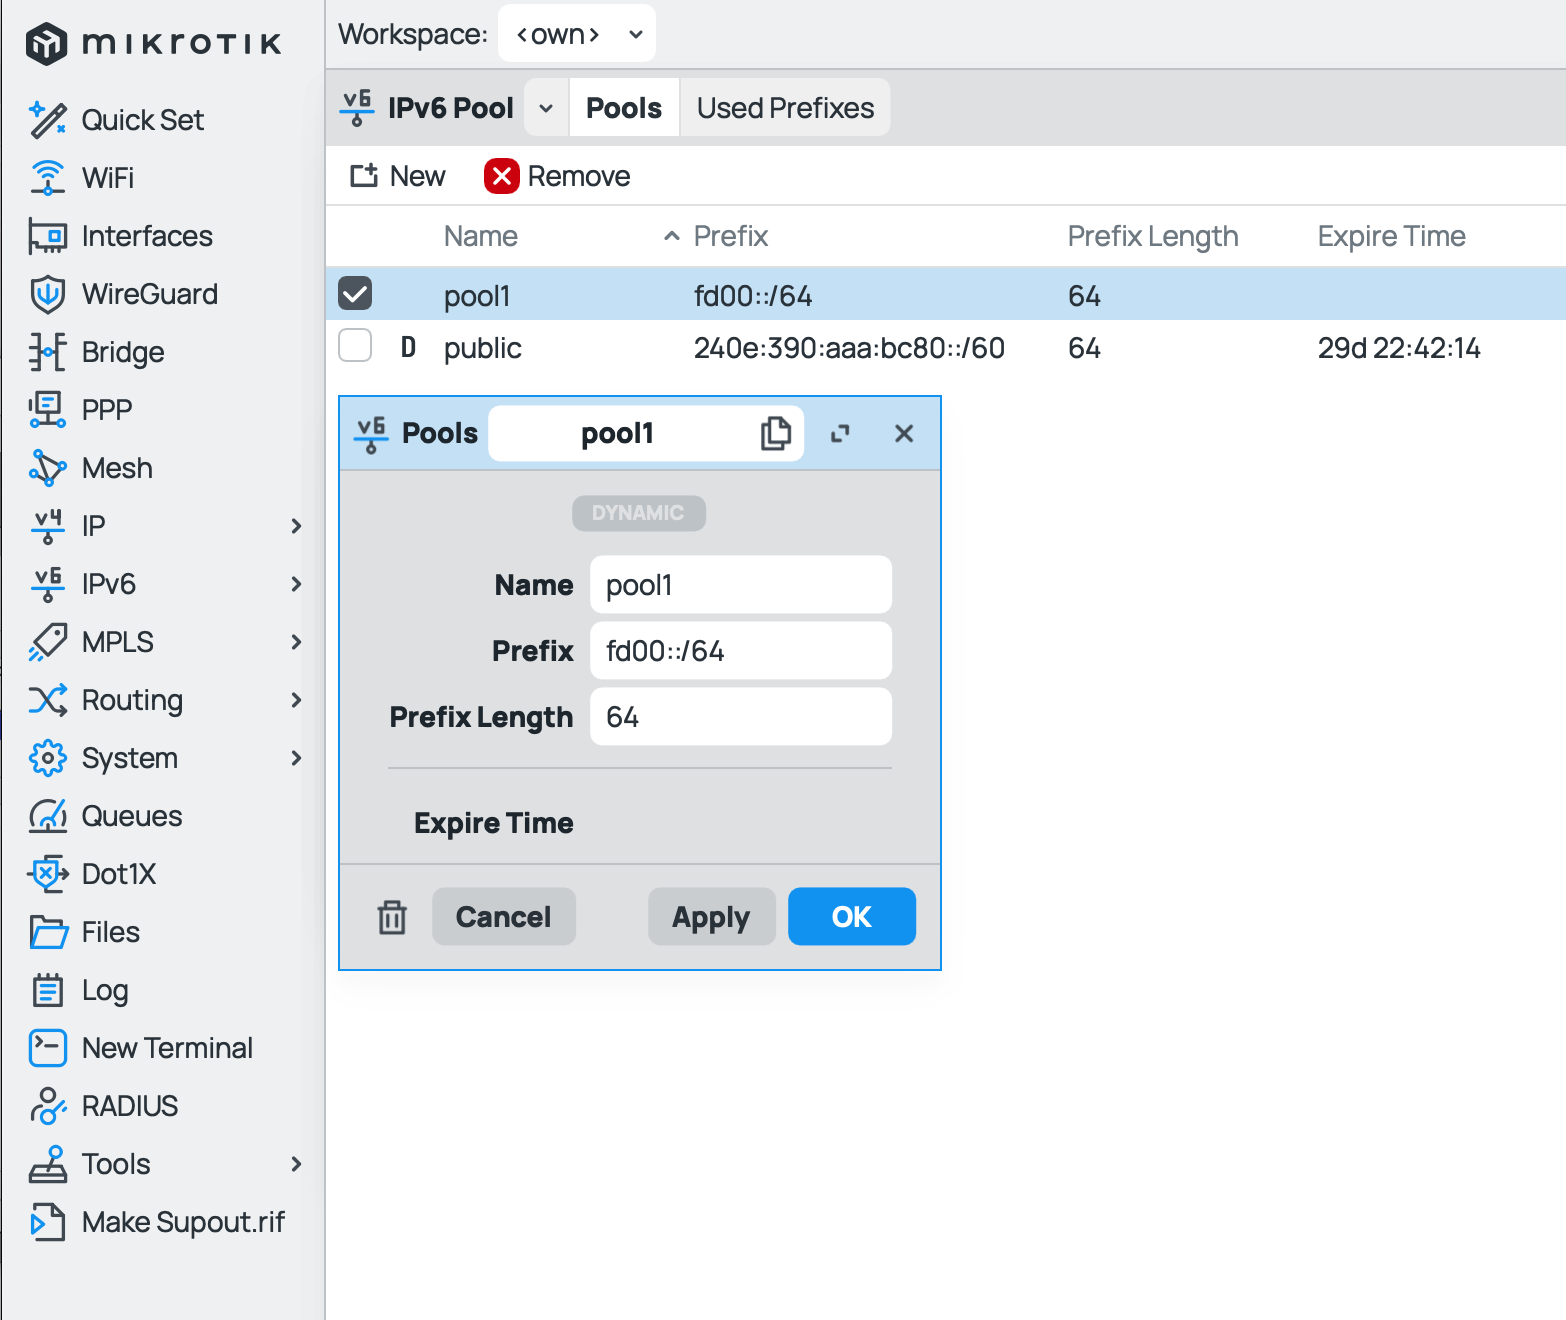 mikrotik
Workspace: <own>
IPv6 Pool Pools Used Prefixes
New Remove
Name Prefix Prefix Length Expire Time
pool1 fd00::/64 64
D public 240e:390:aaa:bc80::/60 64 29d 22:42:14
Quick Set
WiFi
Interfaces
WireGuard
Bridge
PPP
Mesh
v4 IP
v6 IPv6
MPLS
Routing
System
Queues
Dot1X
Files
Log
New Terminal
RADIUS
Tools
Make Supout.rif
v6 Pools pool1
DYNAMIC
Name pool1
Prefix fd00::/64
Prefix Length 64
Expire Time
Cancel Apply OK